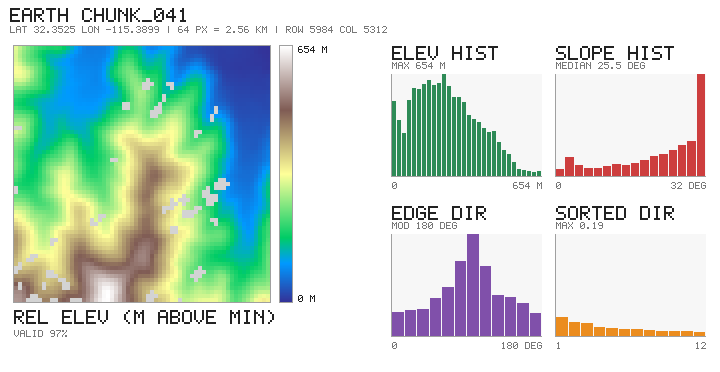 EARTH CHUNK_041
LAT 32.3525 LON -115.3899 | 64 PX = 2.56 KM | ROW 5984 COL 5312
654 M
0 M
REL ELEV (M ABOVE MIN)
VALID 97%
ELEV HIST
MAX 654 M
0 654 M
SLOPE HIST
MEDIAN 25.5 DEG
0 32 DEG
EDGE DIR
MOD 180 DEG
0 180 DEG
SORTED DIR
MAX 0.19
1 12